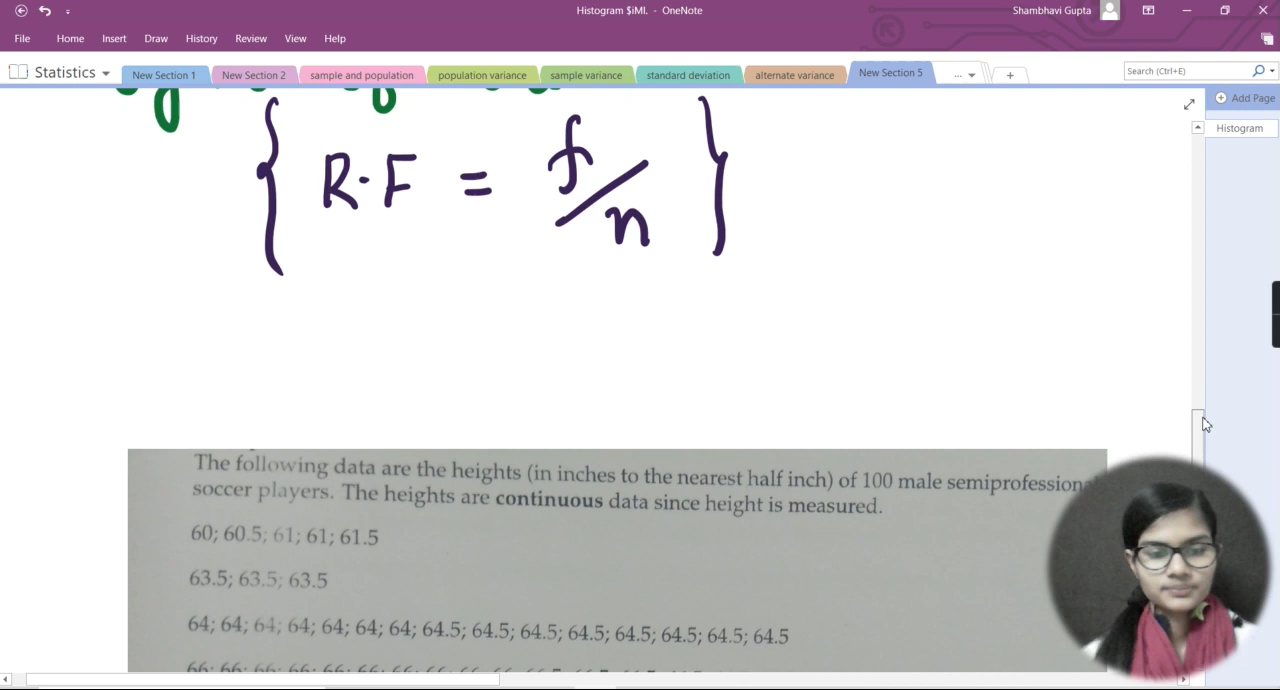 Histogram $iMl. - OneNote
Shambhavi Gupta
File Home Insert Draw History Review View Help
Statistics
New Section 1 New Section 2 sample and population population variance sample variance standard deviation alternate variance New Section 5 ...
Search (Ctrl+E)
Add Page
Histogram
R.F = f/n
The following data are the heights (in inches to the nearest half inch) of 100 male semiprofessiona
soccer players. The heights are continuous data since height is measured.
60; 60.5; 61; 61; 61.5
63.5; 63.5; 63.5
64; 64; 64; 64; 64; 64; 64; 64.5; 64.5; 64.5; 64.5; 64.5; 64.5; 64.5; 64.5